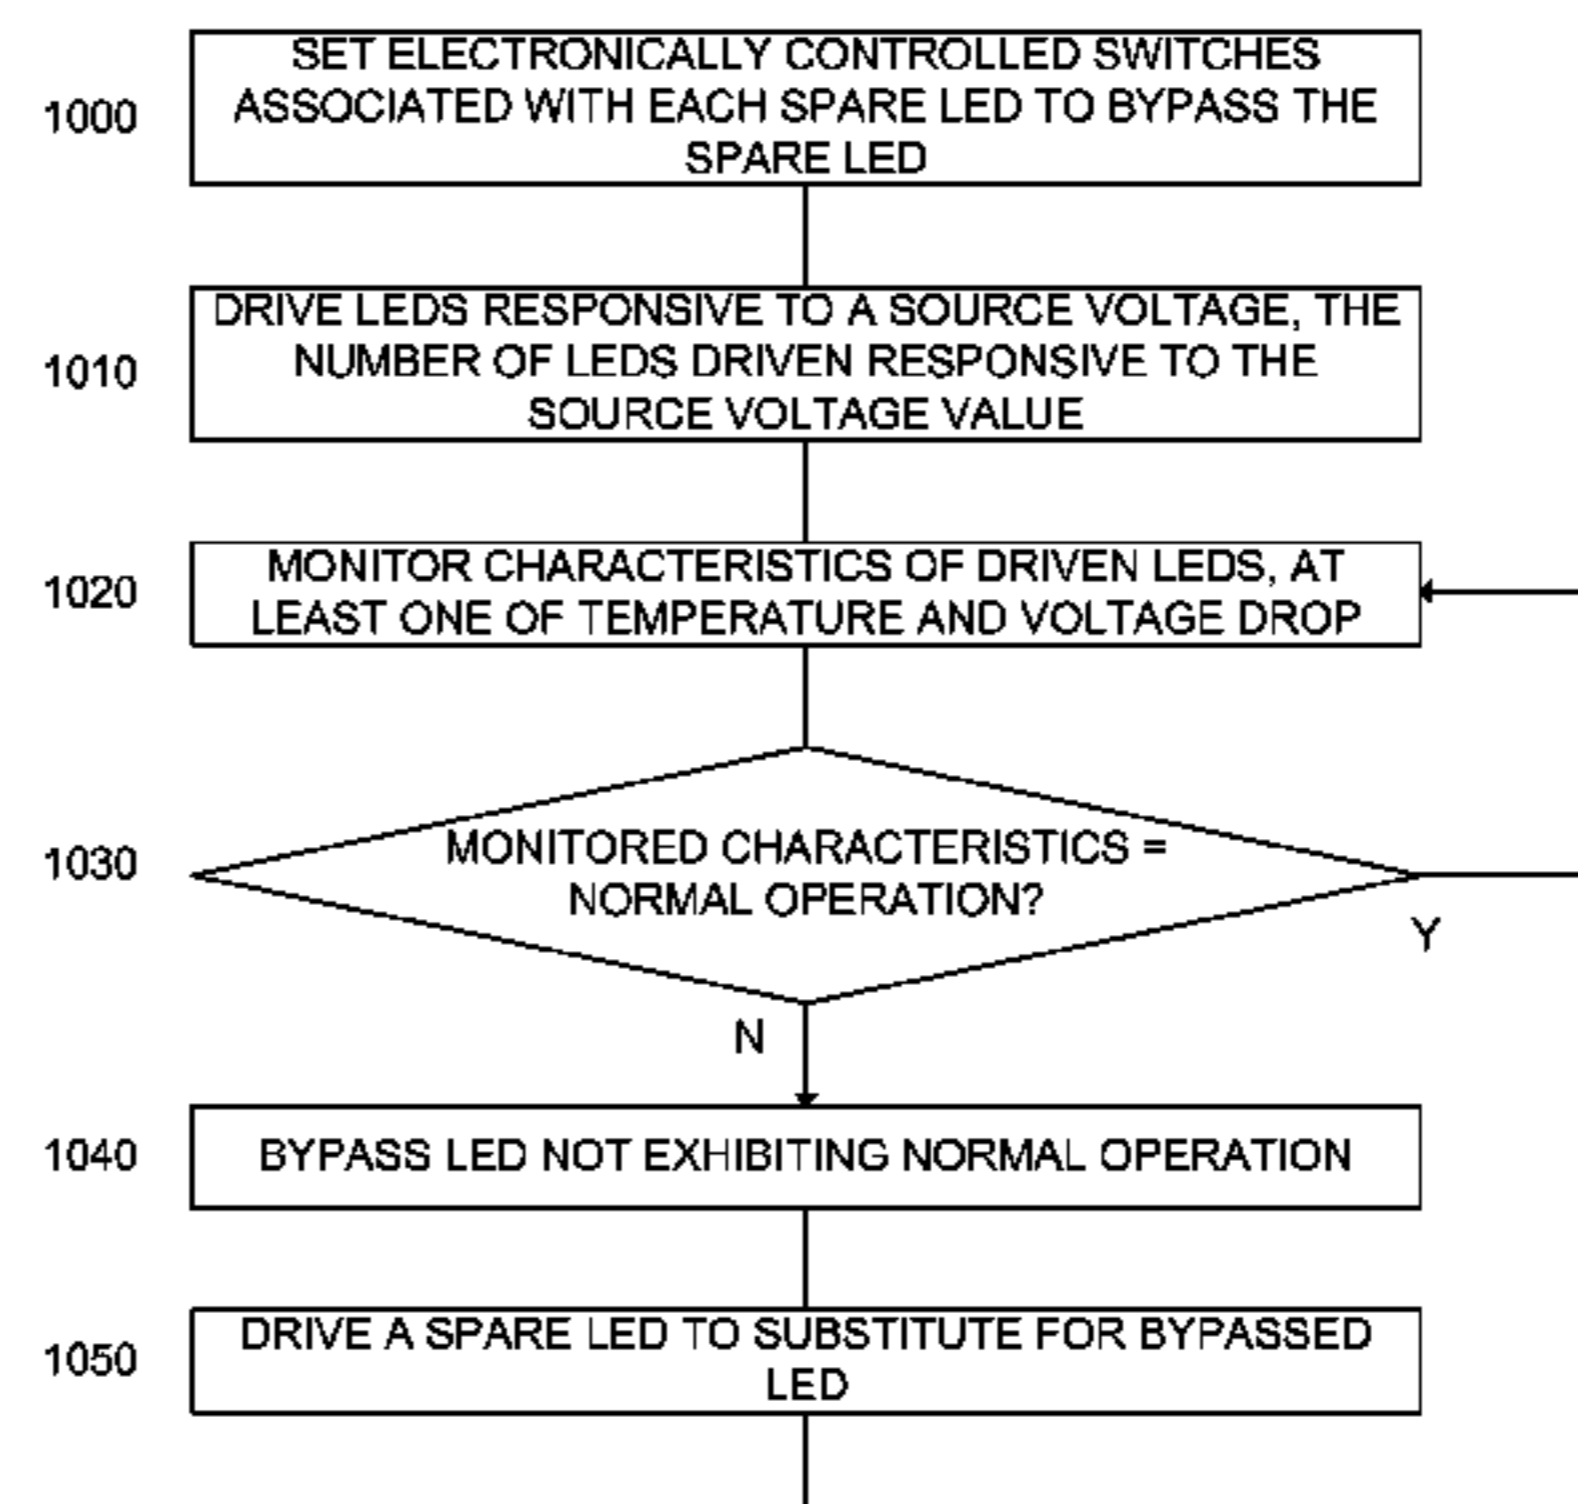 1000
SET ELECTRONICALLY CONTROLLED SWITCHES
ASSOCIATED WITH EACH SPARE LED TO BYPASS THE
SPARE LED
1010
DRIVE LEDS RESPONSIVE TO A SOURCE VOLTAGE, THE
NUMBER OF LEDS DRIVEN RESPONSIVE TO THE
SOURCE VOLTAGE VALUE
1020
MONITOR CHARACTERISTICS OF DRIVEN LEDS, AT
LEAST ONE OF TEMPERATURE AND VOLTAGE DROP
1030
MONITORED CHARACTERISTICS =
NORMAL OPERATION?
Y
N
1040
BYPASS LED NOT EXHIBITING NORMAL OPERATION
1050
DRIVE A SPARE LED TO SUBSTITUTE FOR BYPASSED
LED